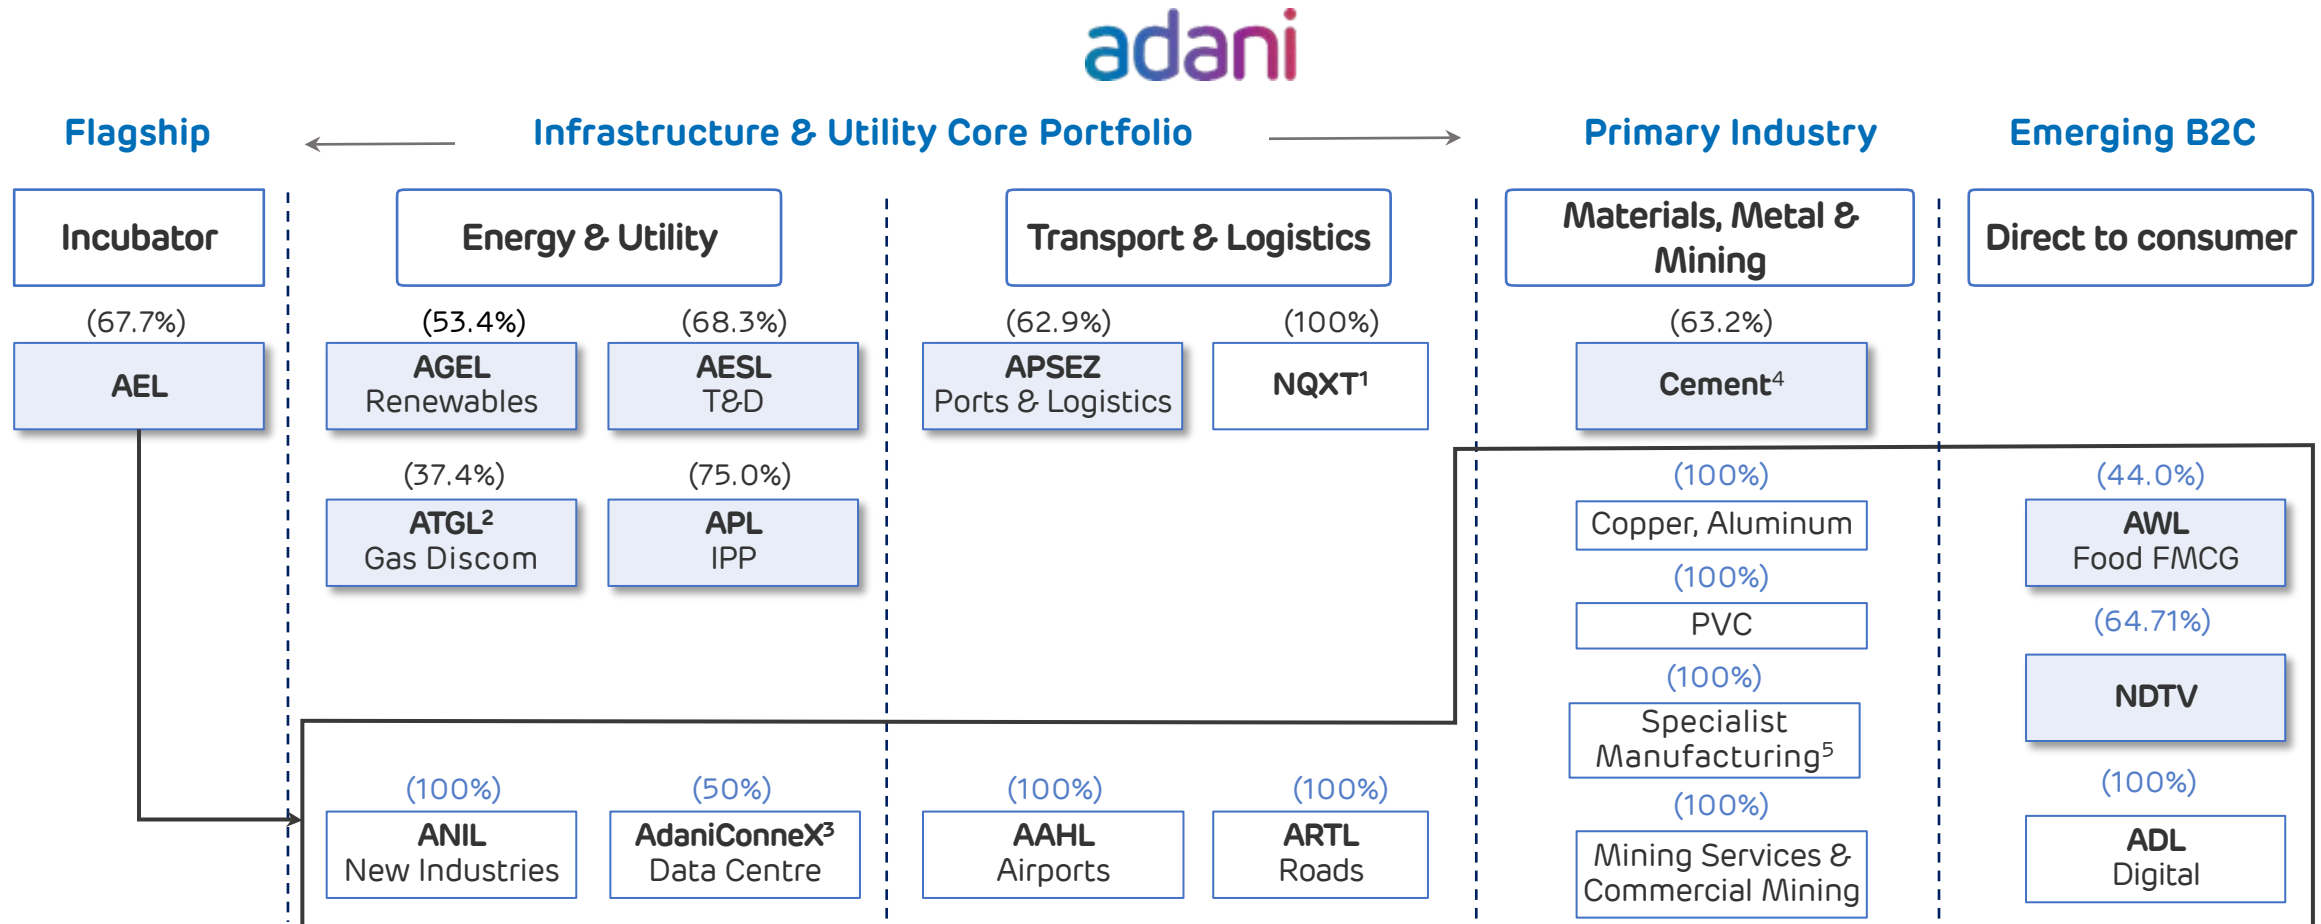 adani
Flagship
Infrastructure & Utility Core Portfolio
Primary Industry
Emerging B2C
Incubator
Energy & Utility
Transport & Logistics
Materials, Metal &
Mining
Direct to consumer
(67.7%)
AEL
(53.4%)
AGEL
Renewables
(68.3%)
AESL
T&D
(62.9%)
APSEZ
Ports & Logistics
(100%)
NQXT¹
(63.2%)
Cement⁴
(37.4%)
ATGL²
Gas Discom
(75.0%)
APL
IPP
(100%)
Copper, Aluminum
(100%)
PVC
(100%)
Specialist
Manufacturing⁵
(100%)
Mining Services &
Commercial Mining
(44.0%)
AWL
Food FMCG
(64.71%)
NDTV
(100%)
ADL
Digital
(100%)
ANIL
New Industries
(50%)
AdaniConneX³
Data Centre
(100%)
AAHL
Airports
(100%)
ARTL
Roads